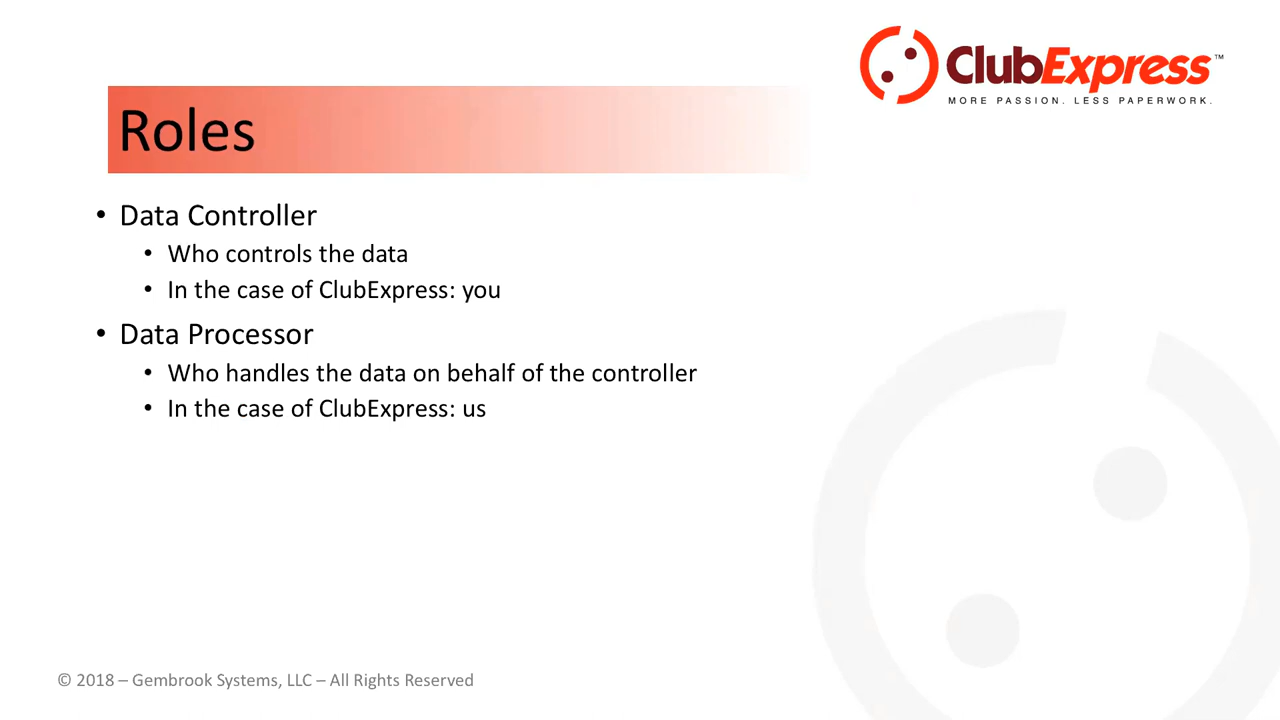 ClubExpress™
MORE PASSION. LESS PAPERWORK.
Roles
• Data Controller
• Who controls the data
• In the case of ClubExpress: you
• Data Processor
• Who handles the data on behalf of the controller
• In the case of ClubExpress: us
© 2018 – Gembrook Systems, LLC – All Rights Reserved